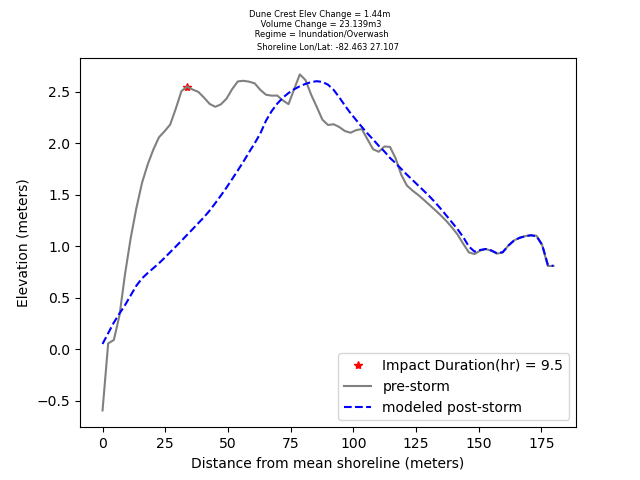 Dune Crest Elev Change = 1.44m
Volume Change = 23.139m3
Regime = Inundation/Overwash
Shoreline Lon/Lat: -82.463 27.107
Elevation (meters)
2.5
2.0
1.5
1.0
0.5
0.0
−0.5
Impact Duration(hr) = 9.5
pre-storm
modeled post-storm
0 25 50 75 100 125 150 175
Distance from mean shoreline (meters)